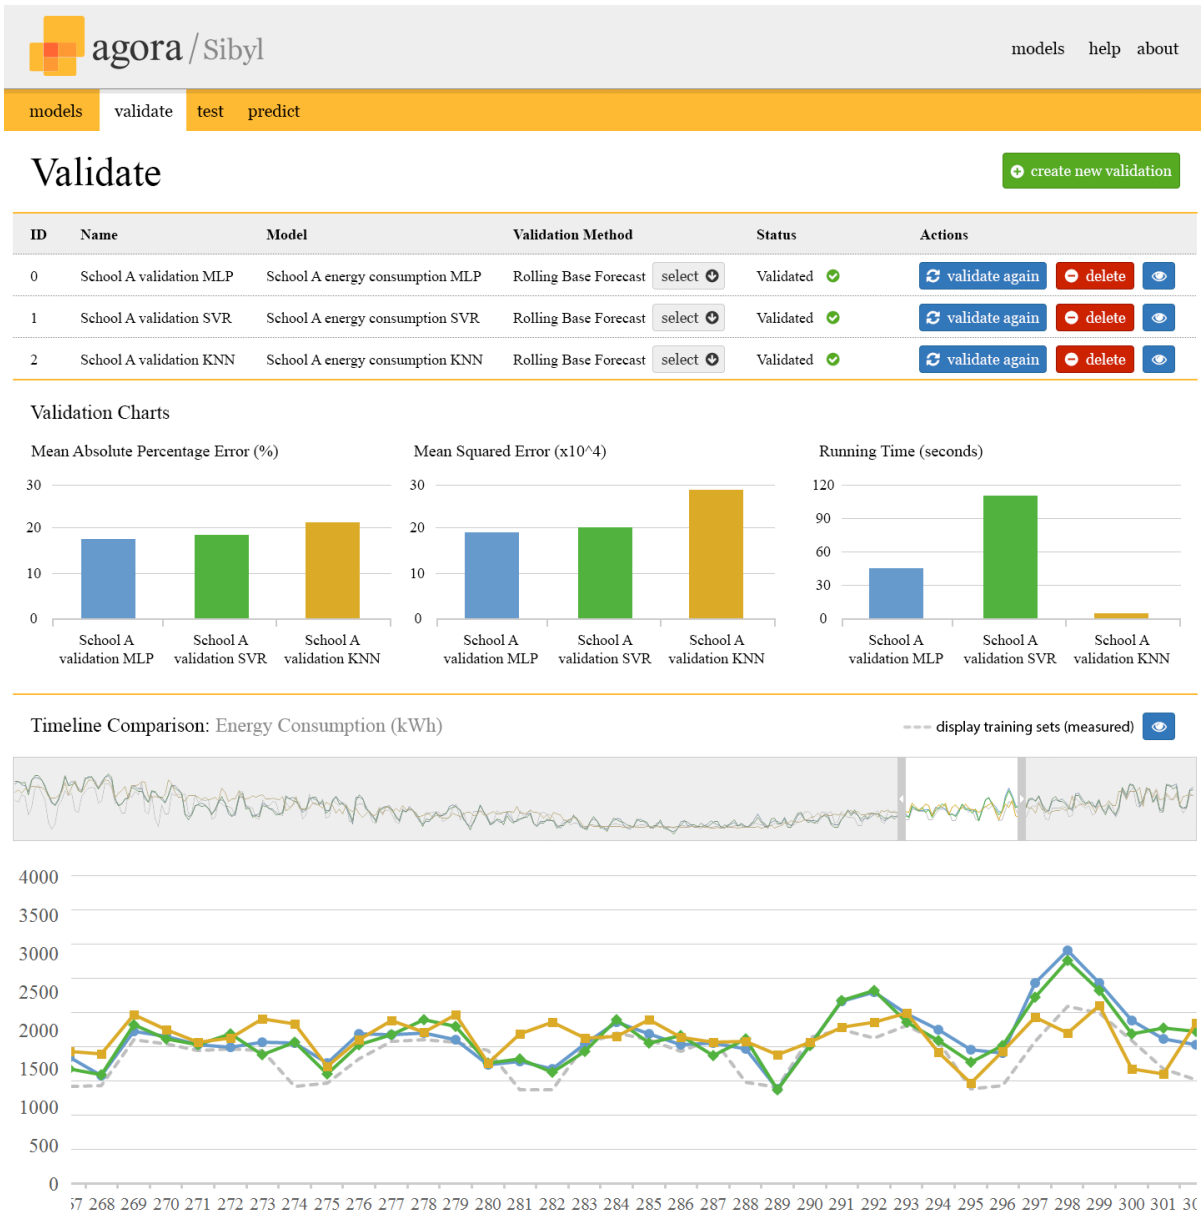 agora / Sibyl
models help about
models validate test predict
Validate
create new validation
ID Name Model Validation Method Status Actions
0 School A validation MLP School A energy consumption MLP Rolling Base Forecast select Validated validate again delete
1 School A validation SVR School A energy consumption SVR Rolling Base Forecast select Validated validate again delete
2 School A validation KNN School A energy consumption KNN Rolling Base Forecast select Validated validate again delete
Validation Charts
Mean Absolute Percentage Error (%)
30
20
10
0
School A validation MLP
School A validation SVR
School A validation KNN
Mean Squared Error (x10^4)
30
20
10
0
School A validation MLP
School A validation SVR
School A validation KNN
Running Time (seconds)
120
90
60
30
0
School A validation MLP
School A validation SVR
School A validation KNN
Timeline Comparison: Energy Consumption (kWh)
display training sets (measured)
4000
3500
3000
2500
2000
1500
1000
500
0
57 268 269 270 271 272 273 274 275 276 277 278 279 280 281 282 283 284 285 286 287 288 289 290 291 292 293 294 295 296 297 298 299 300 301 30